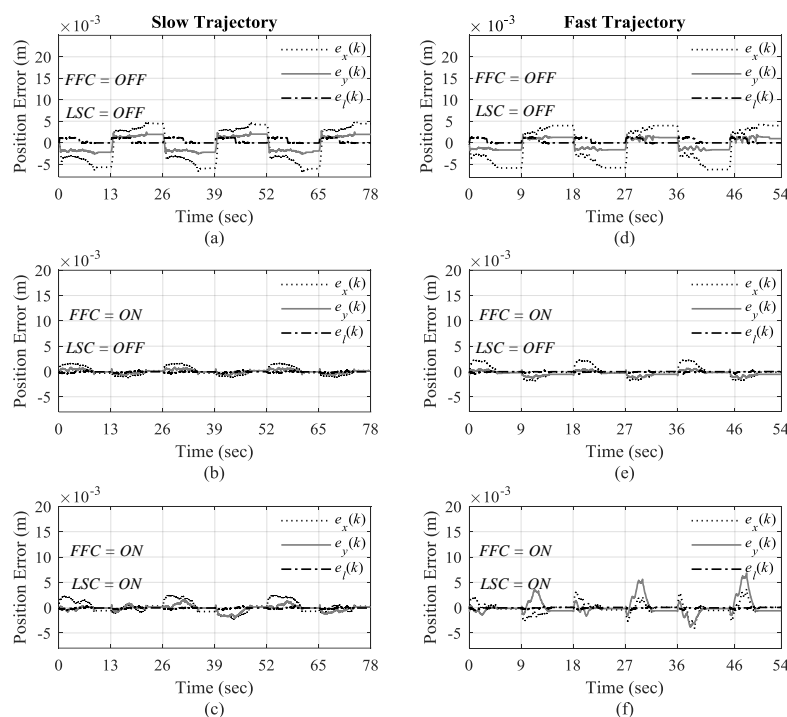 Slow Trajectory
×10⁻³
20
15
10
5
0
-5
Position Error (m)
FFC = OFF
LSC = OFF
e_x(k)
e_y(k)
e_l(k)
0 13 26 39 52 65 78
Time (sec)
(a)
Fast Trajectory
×10⁻³
20
15
10
5
0
-5
Position Error (m)
FFC = OFF
LSC = OFF
e_x(k)
e_y(k)
e_l(k)
0 9 18 27 36 46 54
Time (sec)
(d)
×10⁻³
20
15
10
5
0
-5
Position Error (m)
FFC = ON
LSC = OFF
e_x(k)
e_y(k)
e_l(k)
0 13 26 39 52 65 78
Time (sec)
(b)
×10⁻³
20
15
10
5
0
-5
Position Error (m)
FFC = ON
LSC = OFF
e_x(k)
e_y(k)
e_l(k)
0 9 18 27 36 46 54
Time (sec)
(e)
×10⁻³
20
15
10
5
0
-5
Position Error (m)
FFC = ON
LSC = ON
e_x(k)
e_y(k)
e_l(k)
0 13 26 39 52 65 78
Time (sec)
(c)
×10⁻³
20
15
10
5
0
-5
Position Error (m)
FFC = ON
LSC = ON
e_x(k)
e_y(k)
e_l(k)
0 9 18 27 36 46 54
Time (sec)
(f)